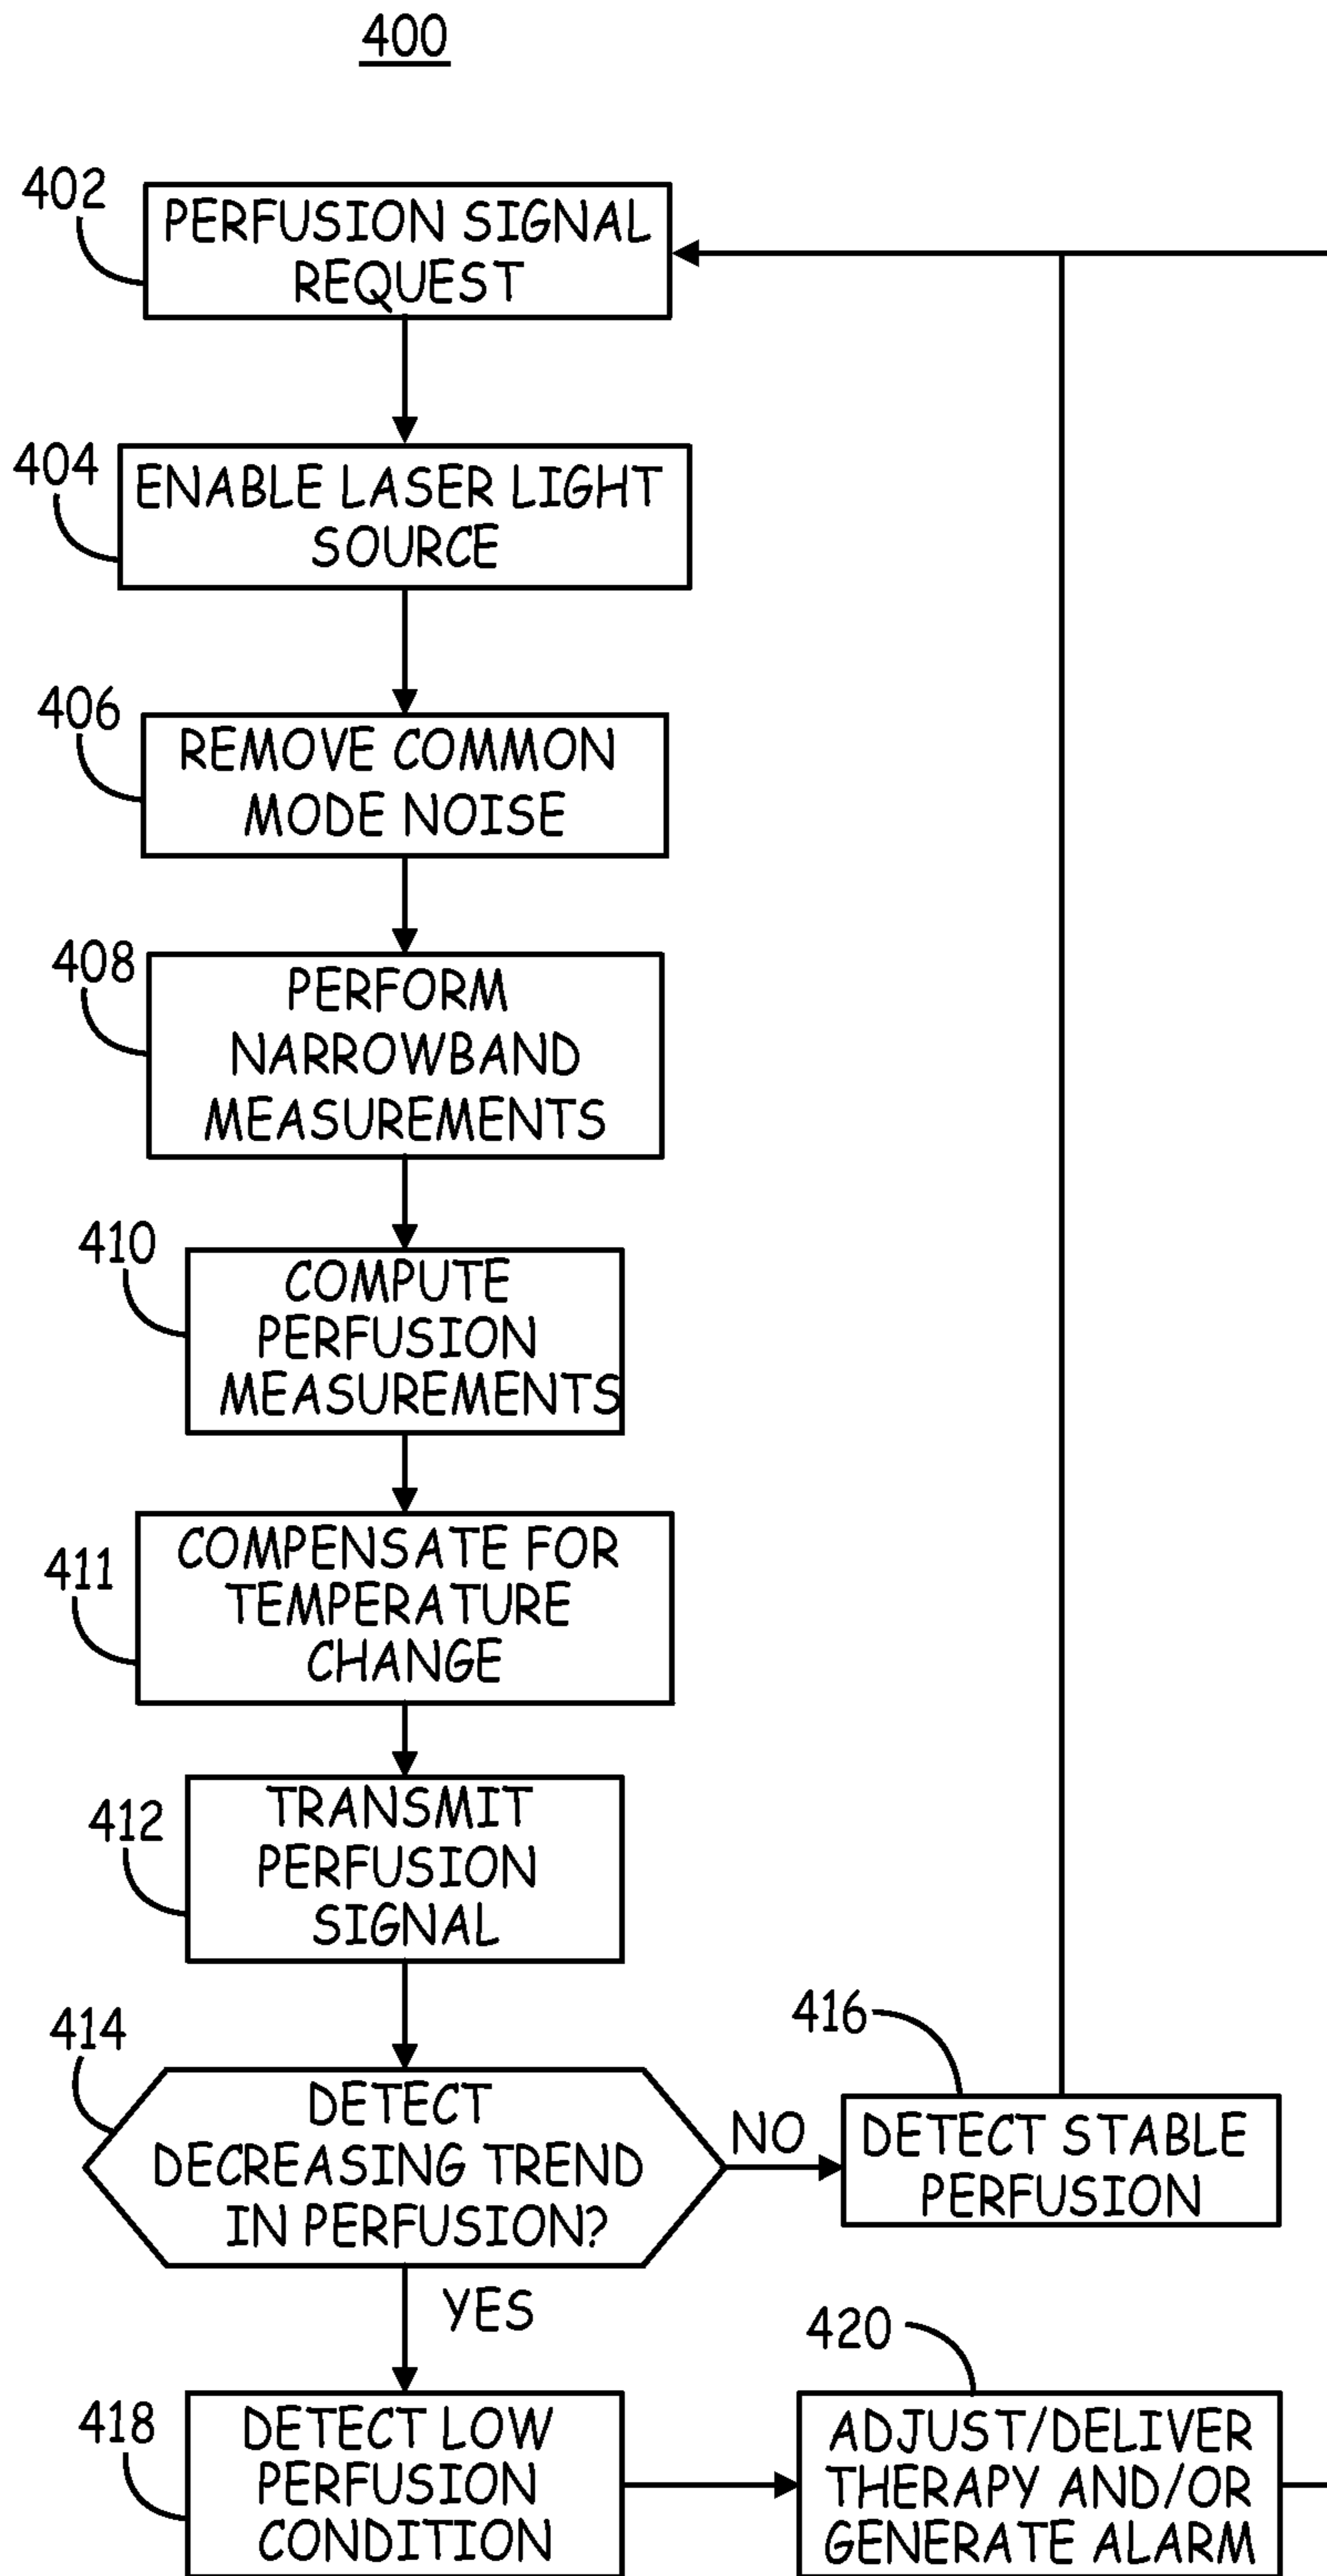 400
402
PERFUSION SIGNAL
REQUEST
404
ENABLE LASER LIGHT
SOURCE
406
REMOVE COMMON
MODE NOISE
408
PERFORM
NARROWBAND
MEASUREMENTS
410
COMPUTE
PERFUSION
MEASUREMENTS
411
COMPENSATE FOR
TEMPERATURE
CHANGE
412
TRANSMIT
PERFUSION
SIGNAL
414
DETECT
DECREASING TREND
IN PERFUSION?
NO
416
DETECT STABLE
PERFUSION
YES
418
DETECT LOW
PERFUSION
CONDITION
420
ADJUST/DELIVER
THERAPY AND/OR
GENERATE ALARM